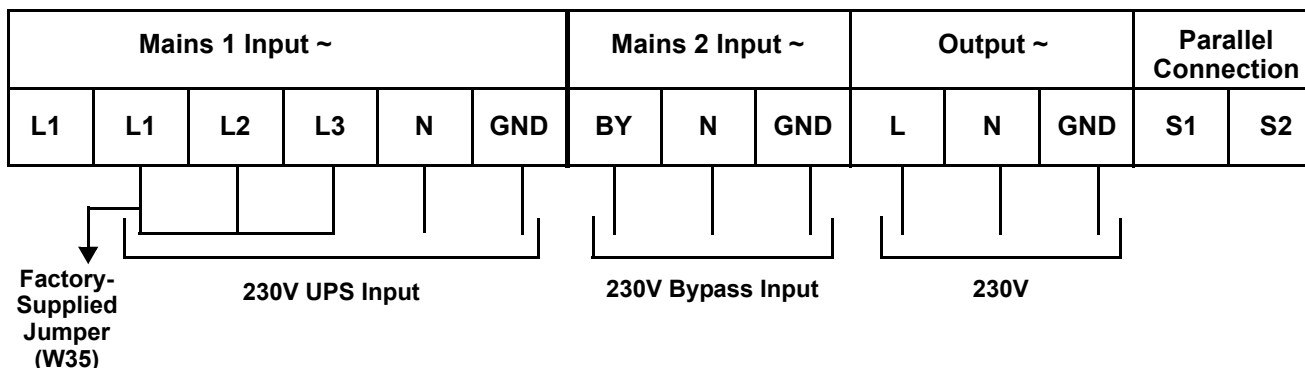 Mains 1 Input ~ Mains 2 Input ~ Output ~ Parallel Connection
L1 L1 L2 L3 N GND BY N GND L N GND S1 S2
Factory-
Supplied
Jumper
(W35)
230V UPS Input
230V Bypass Input
230V